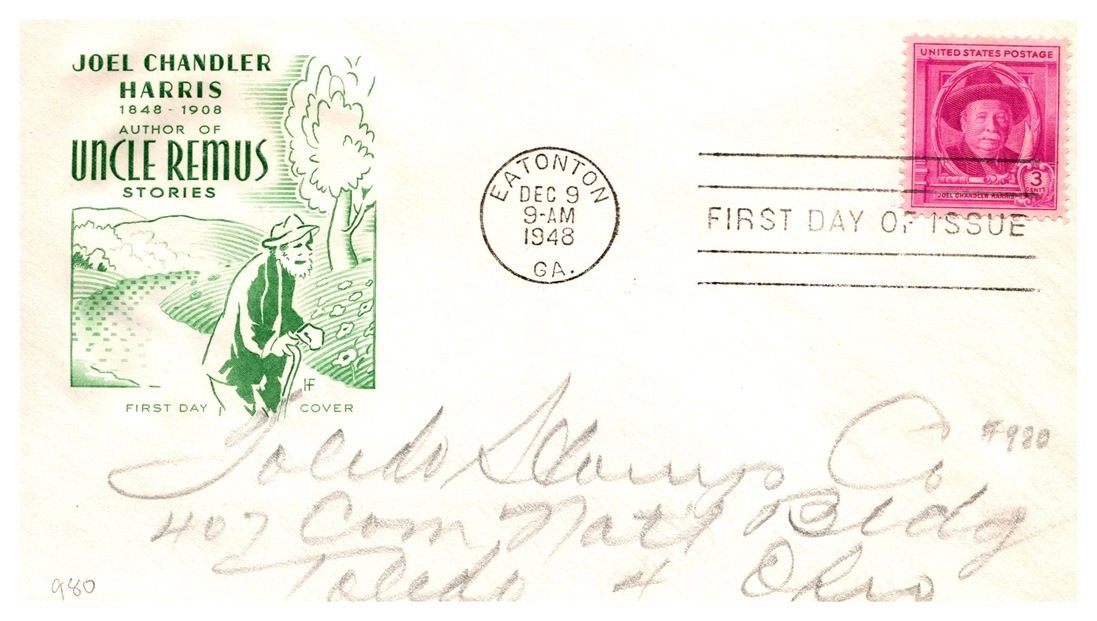 JOEL CHANDLER
HARRIS
1848 - 1908
AUTHOR OF
UNCLE REMUS
STORIES
HF
FIRST DAY COVER
EATONTON
DEC 9
9-AM
1948
GA.
UNITED STATES POSTAGE
3
CENTS
JOEL CHANDLER HARRIS
FIRST DAY OF ISSUE
Toledo Stamp Co
407 Com Nat'l Bldg
Toledo 4 Ohio
980